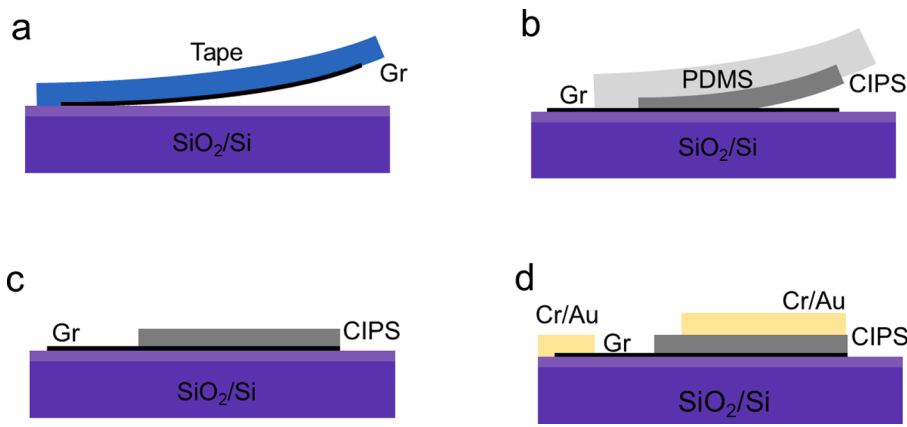 a
Tape
Gr
SiO₂/Si
b
PDMS
Gr
CIPS
SiO₂/Si
c
Gr
CIPS
SiO₂/Si
d
Cr/Au
Cr/Au
Gr
CIPS
SiO₂/Si